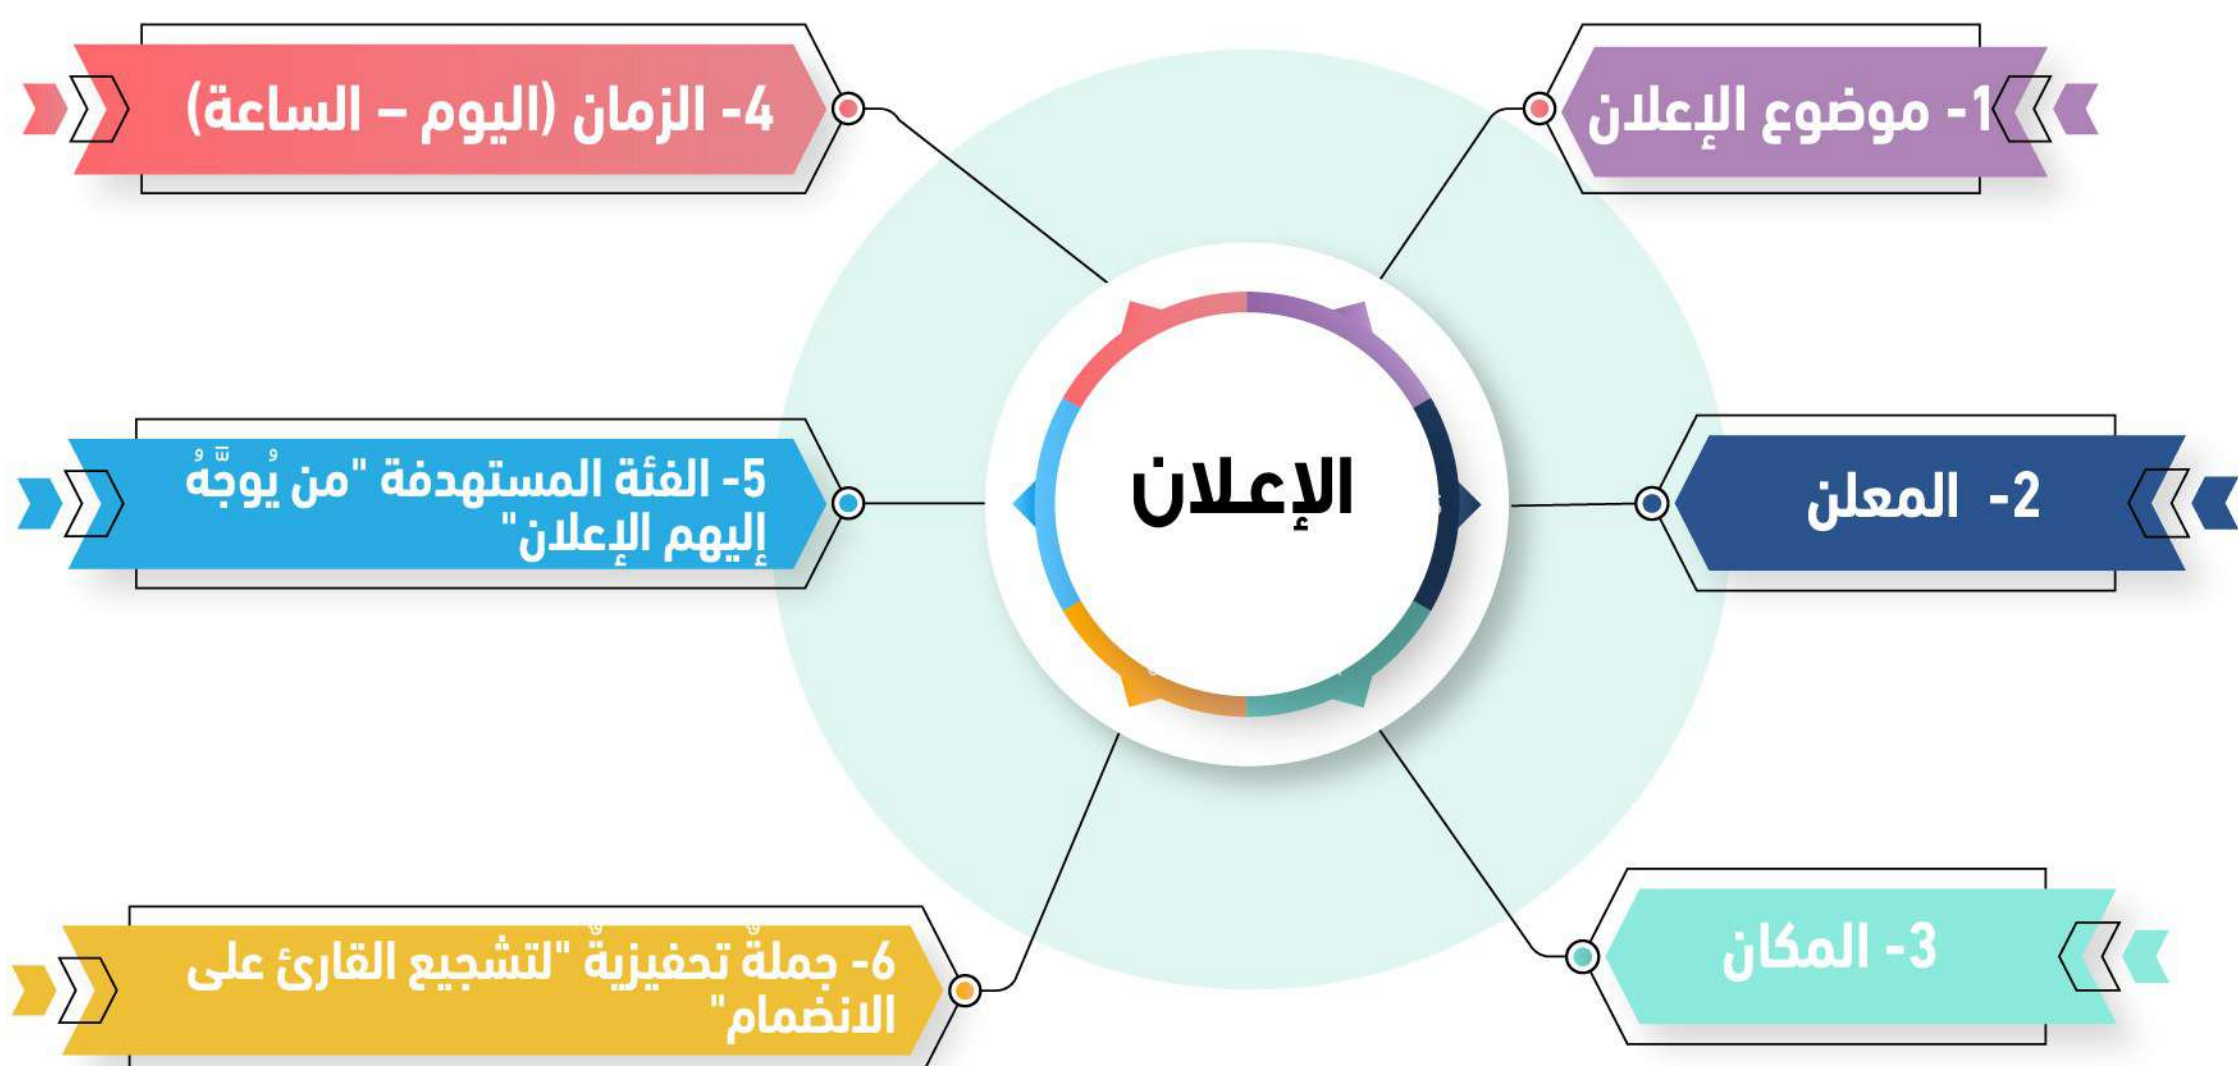 الإعلان
1- موضوع الإعلان
2- المعلن
3- المكان
4- الزمان (اليوم – الساعة)
5- الفئة المستهدفة "من يُوجَّهُ
إليهم الإعلان"
6- جملةٌ تحفيزيةٌ "لتشجيع القارئ على
الانضمام"